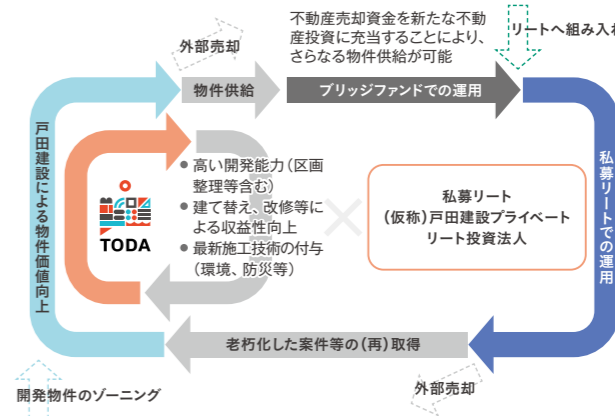 不動産売却資金を新たな不動
産投資に充当することにより、
さらなる物件供給が可能
外部売却
リートへ組み入れ
物件供給
ブリッジファンドでの運用
戸田建設による物件価値向上
TODA
● 高い開発能力（区画
整理等含む）
● 建て替え、改修等に
よる収益性向上
● 最新施工技術の付与
（環境、防災等）
私募リート
（仮称）戸田建設プライベート
リート投資法人
私募リートでの運用
老朽化した案件等の（再）取得
外部売却
開発物件のゾーニング